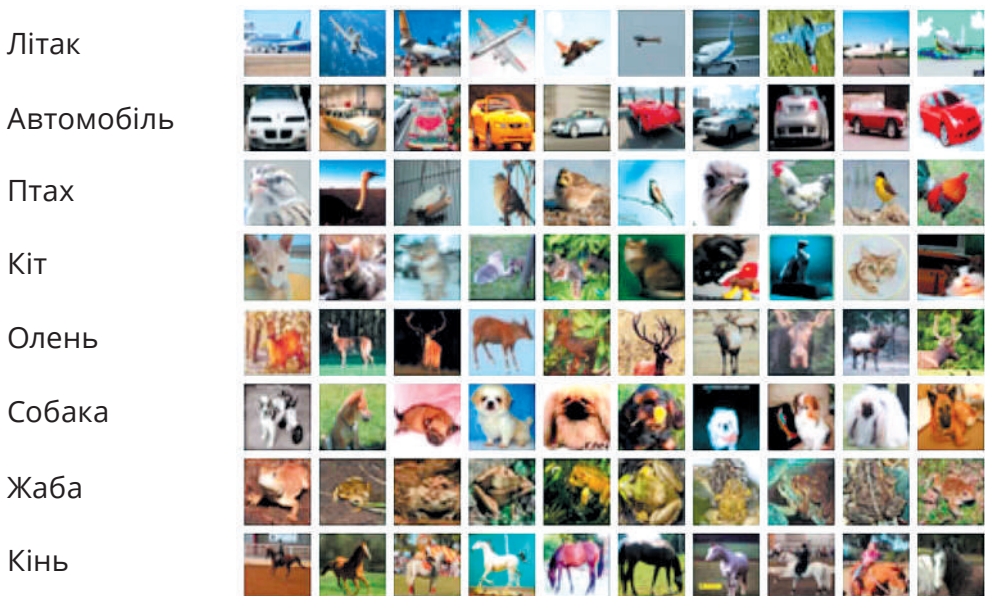 Літак
Автомобіль
Птах
Кіт
Олень
Собака
Жаба
Кінь